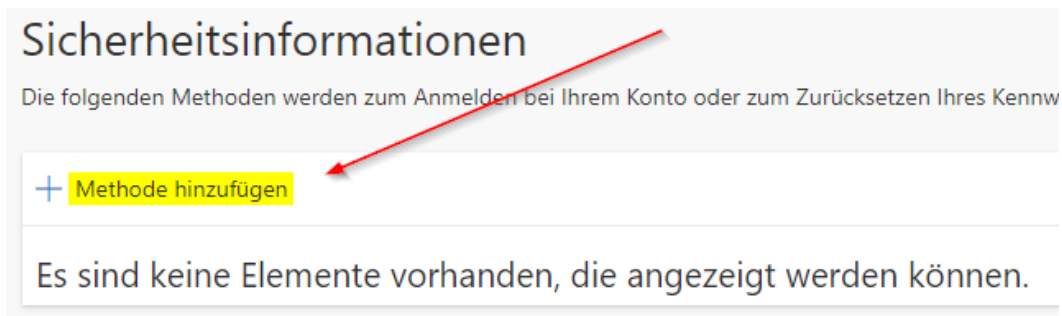 Sicherheitsinformationen
Die folgenden Methoden werden zum Anmelden bei Ihrem Konto oder zum Zurücksetzen Ihres Kennw
+ Methode hinzufügen
Es sind keine Elemente vorhanden, die angezeigt werden können.